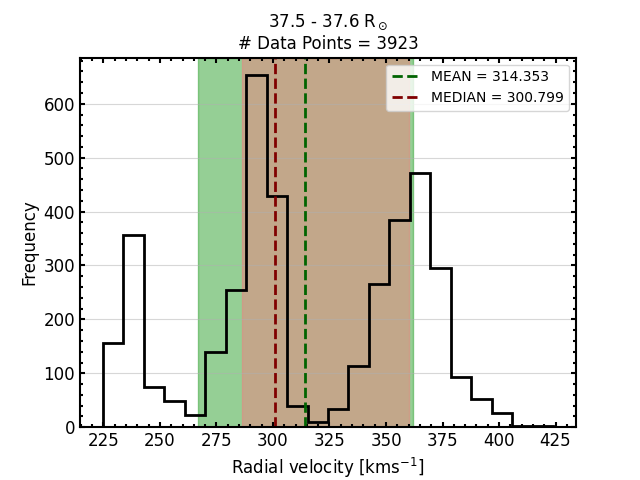 37.5 - 37.6 R⊙
# Data Points = 3923
MEAN = 314.353
MEDIAN = 300.799
Frequency
600
500
400
300
200
100
0
225 250 275 300 325 350 375 400 425
Radial velocity [kms⁻¹]